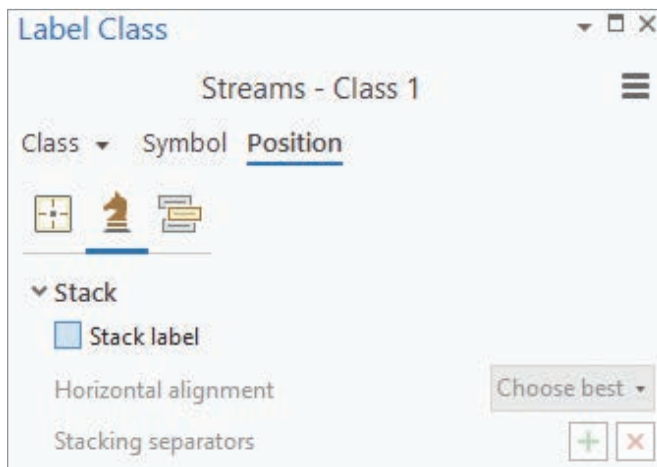 Label Class
Streams - Class 1
Class Symbol Position
Stack
Stack label
Horizontal alignment Choose best
Stacking separators